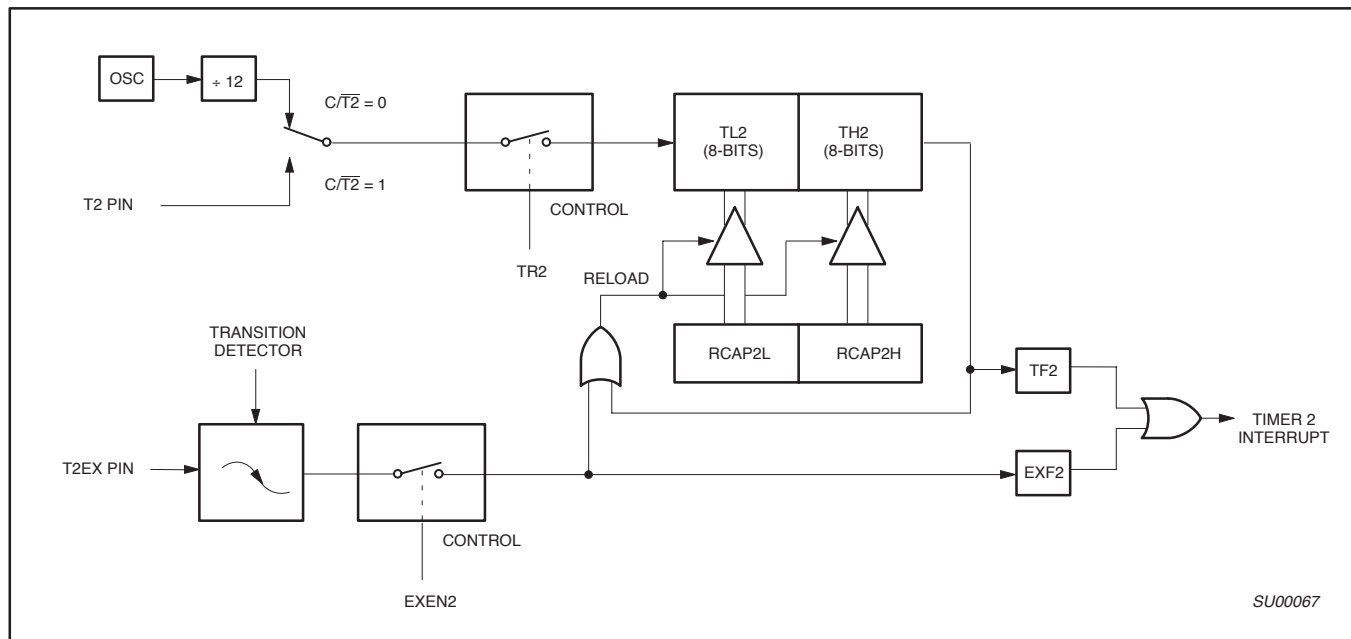 OSC
÷ 12
C/T2 = 0
C/T2 = 1
T2 PIN
CONTROL
TR2
TL2
(8-BITS)
TH2
(8-BITS)
RELOAD
RCAP2L
RCAP2H
TRANSITION
DETECTOR
T2EX PIN
CONTROL
EXEN2
TF2
EXF2
TIMER 2
INTERRUPT
SU00067